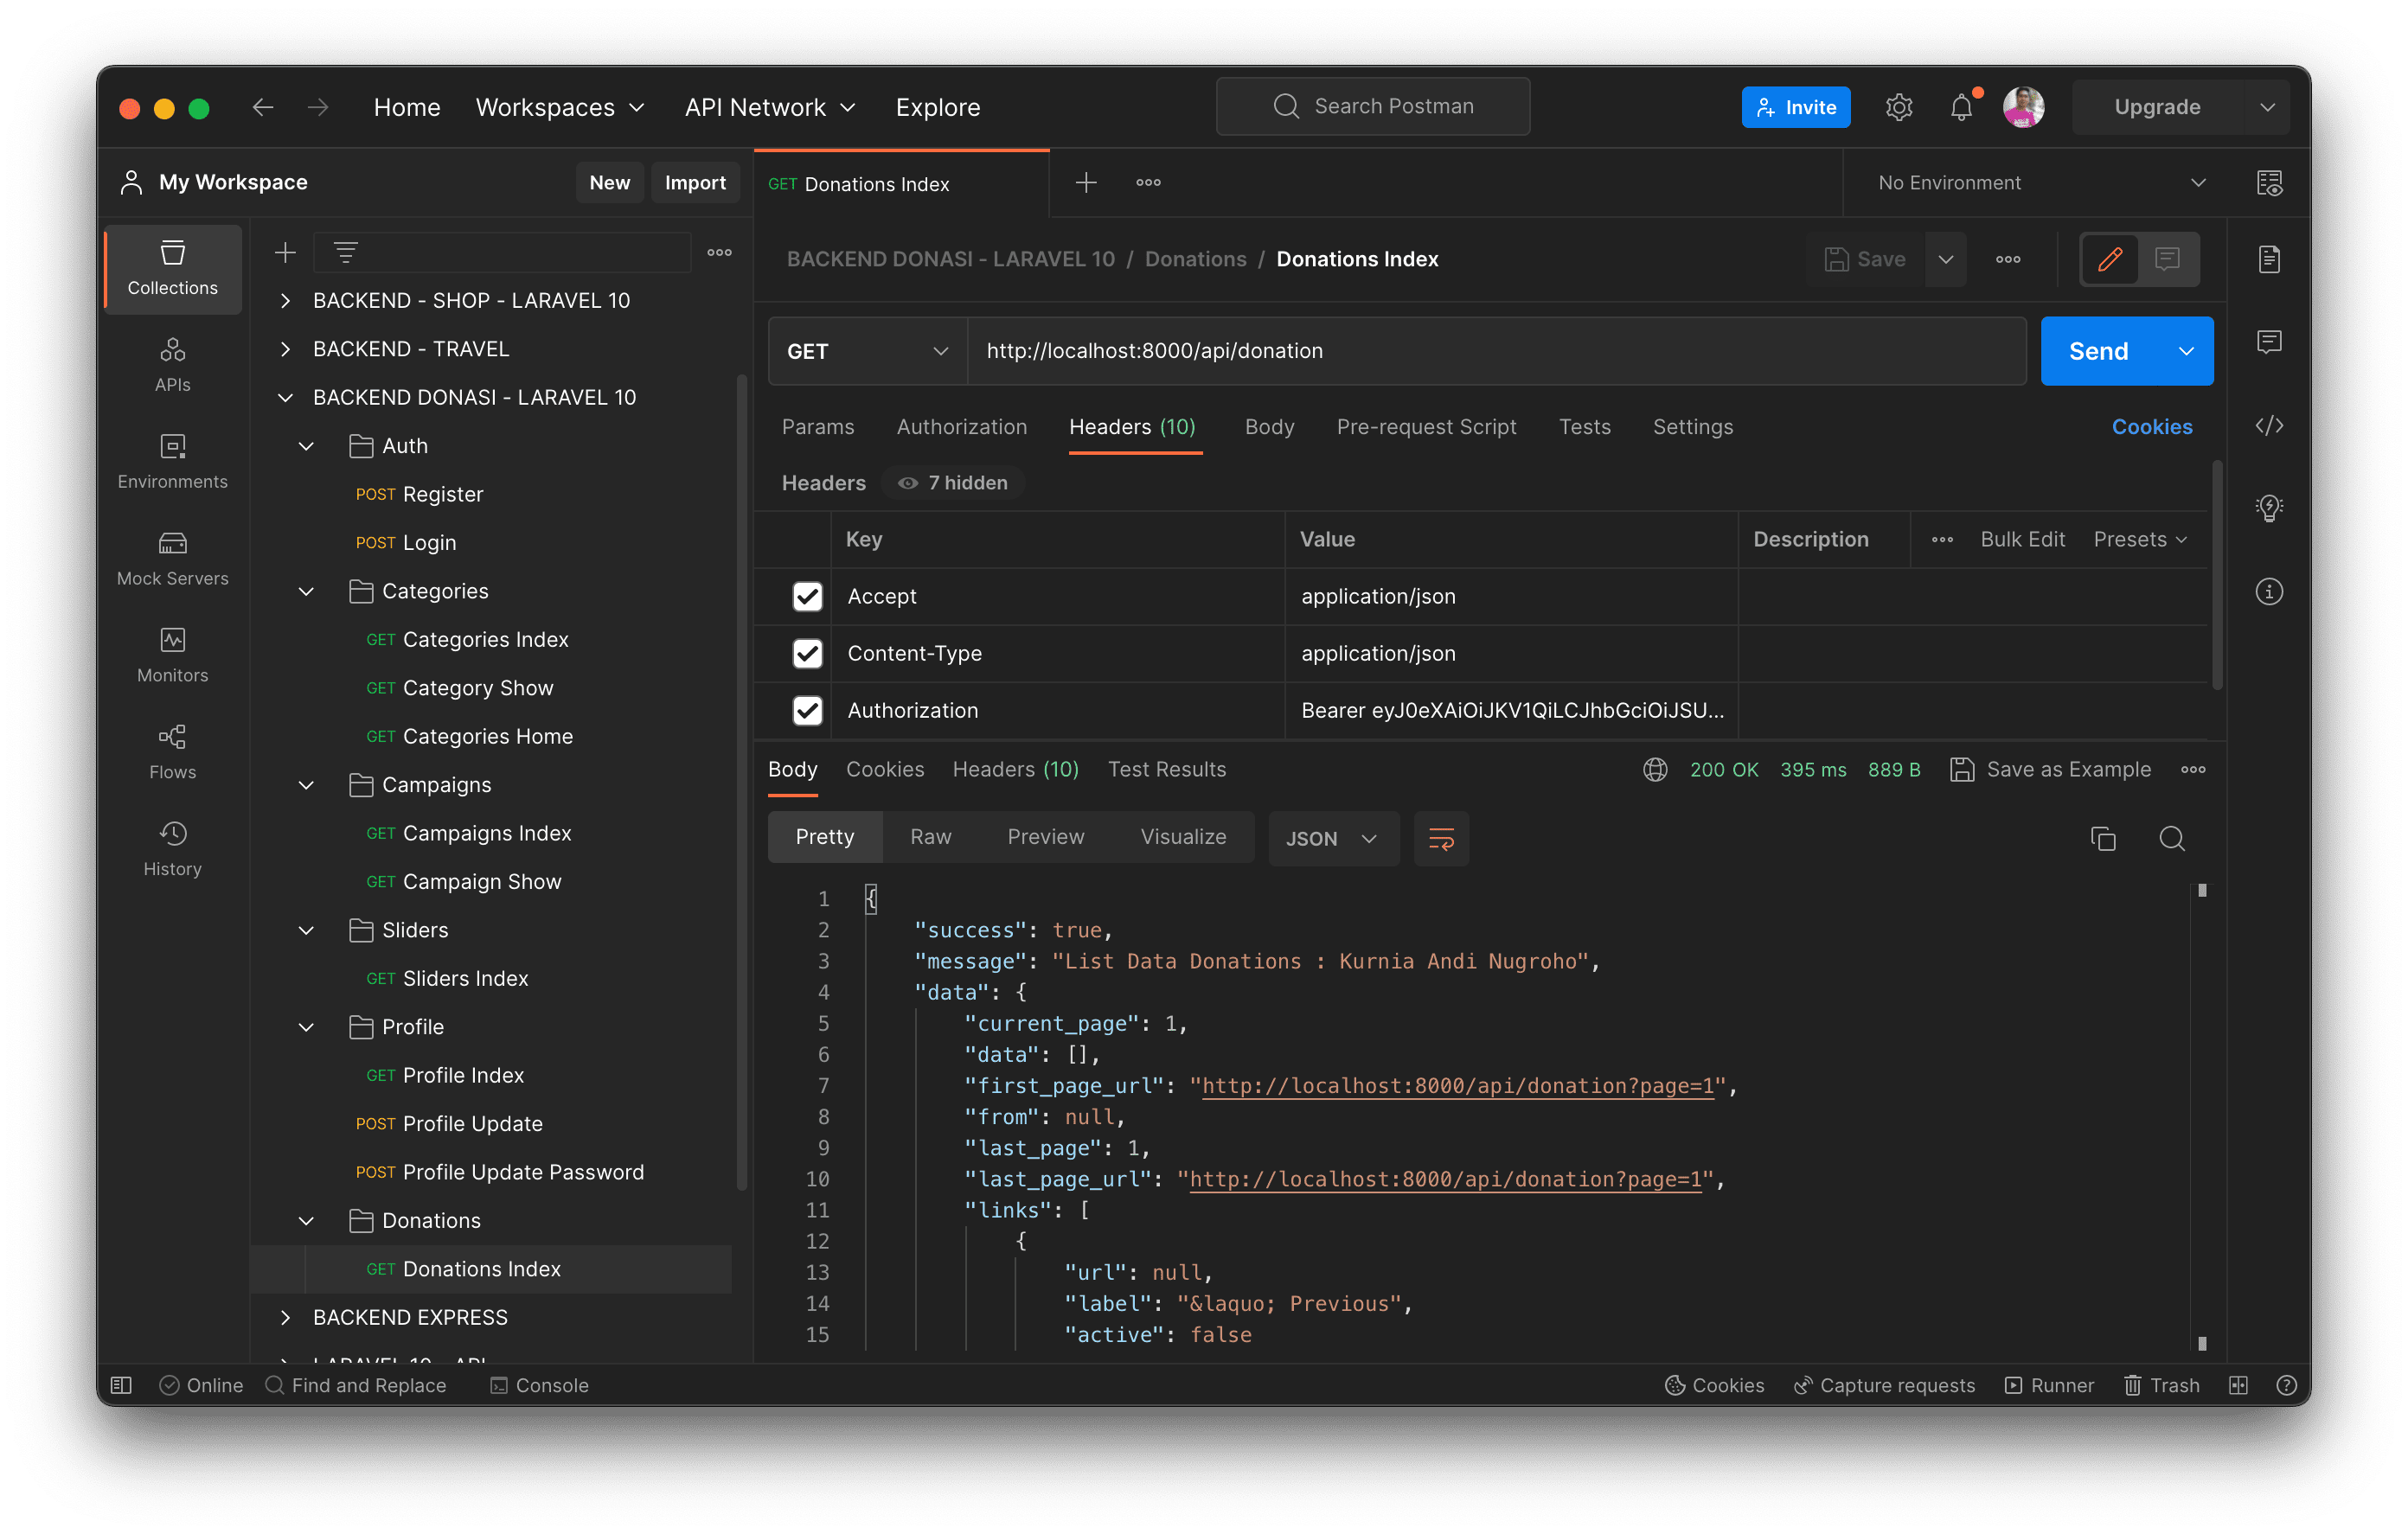 Home Workspaces API Network Explore Search Postman Invite Upgrade
My Workspace New Import GET Donations Index No Environment
Collections
APIs
Environments
Mock Servers
Monitors
Flows
History
BACKEND - SHOP - LARAVEL 10
BACKEND - TRAVEL
BACKEND DONASI - LARAVEL 10
Auth
POST Register
POST Login
Categories
GET Categories Index
GET Category Show
GET Categories Home
Campaigns
GET Campaigns Index
GET Campaign Show
Sliders
GET Sliders Index
Profile
GET Profile Index
POST Profile Update
POST Profile Update Password
Donations
GET Donations Index
BACKEND EXPRESS
LARAVEL 10 - API
BACKEND DONASI - LARAVEL 10 / Donations / Donations Index Save
GET http://localhost:8000/api/donation Send
Params Authorization Headers (10) Body Pre-request Script Tests Settings Cookies
Headers 7 hidden
Key Value Description Bulk Edit Presets
Accept application/json
Content-Type application/json
Authorization Bearer eyJ0eXAiOiJKV1QiLCJhbGciOiJSU...
Body Cookies Headers (10) Test Results 200 OK 395 ms 889 B Save as Example
Pretty Raw Preview Visualize JSON
1 {
2 "success": true,
3 "message": "List Data Donations : Kurnia Andi Nugroho",
4 "data": {
5 "current_page": 1,
6 "data": [],
7 "first_page_url": "http://localhost:8000/api/donation?page=1",
8 "from": null,
9 "last_page": 1,
10 "last_page_url": "http://localhost:8000/api/donation?page=1",
11 "links": [
12 {
13 "url": null,
14 "label": "&laquo; Previous",
15 "active": false
Online Find and Replace Console Cookies Capture requests Runner Trash